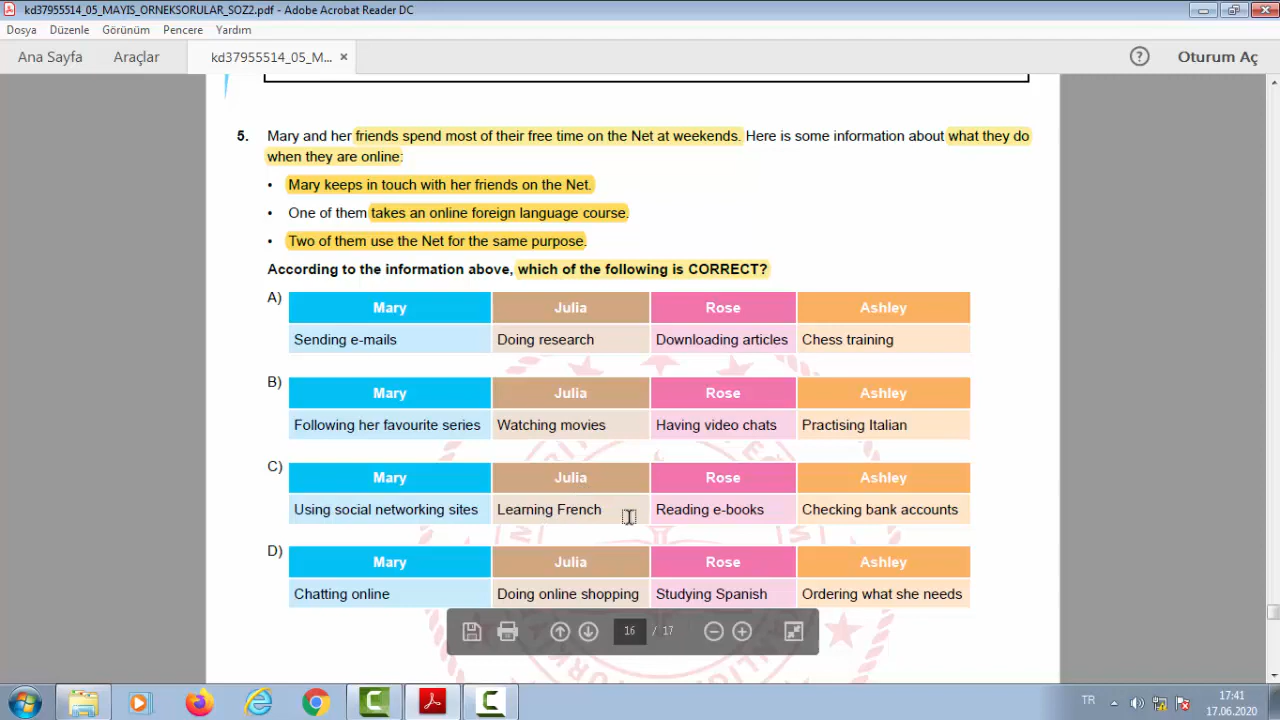 kd37955514_05_MAYIS_ORNEKSORULAR_SOZ2.pdf - Adobe Acrobat Reader DC
Dosya Düzenle Görünüm Pencere Yardım
Ana Sayfa Araçlar kd37955514_05_M... × ? Oturum Aç
5. Mary and her friends spend most of their free time on the Net at weekends. Here is some information about what they do
when they are online:
• Mary keeps in touch with her friends on the Net.
• One of them takes an online foreign language course.
• Two of them use the Net for the same purpose.
According to the information above, which of the following is CORRECT?
A) Mary Julia Rose Ashley
Sending e-mails Doing research Downloading articles Chess training
B) Mary Julia Rose Ashley
Following her favourite series Watching movies Having video chats Practising Italian
C) Mary Julia Rose Ashley
Using social networking sites Learning French Reading e-books Checking bank accounts
D) Mary Julia Rose Ashley
Chatting online Doing online shopping Studying Spanish Ordering what she needs
16 / 17
TR 17:41
17.06.2020